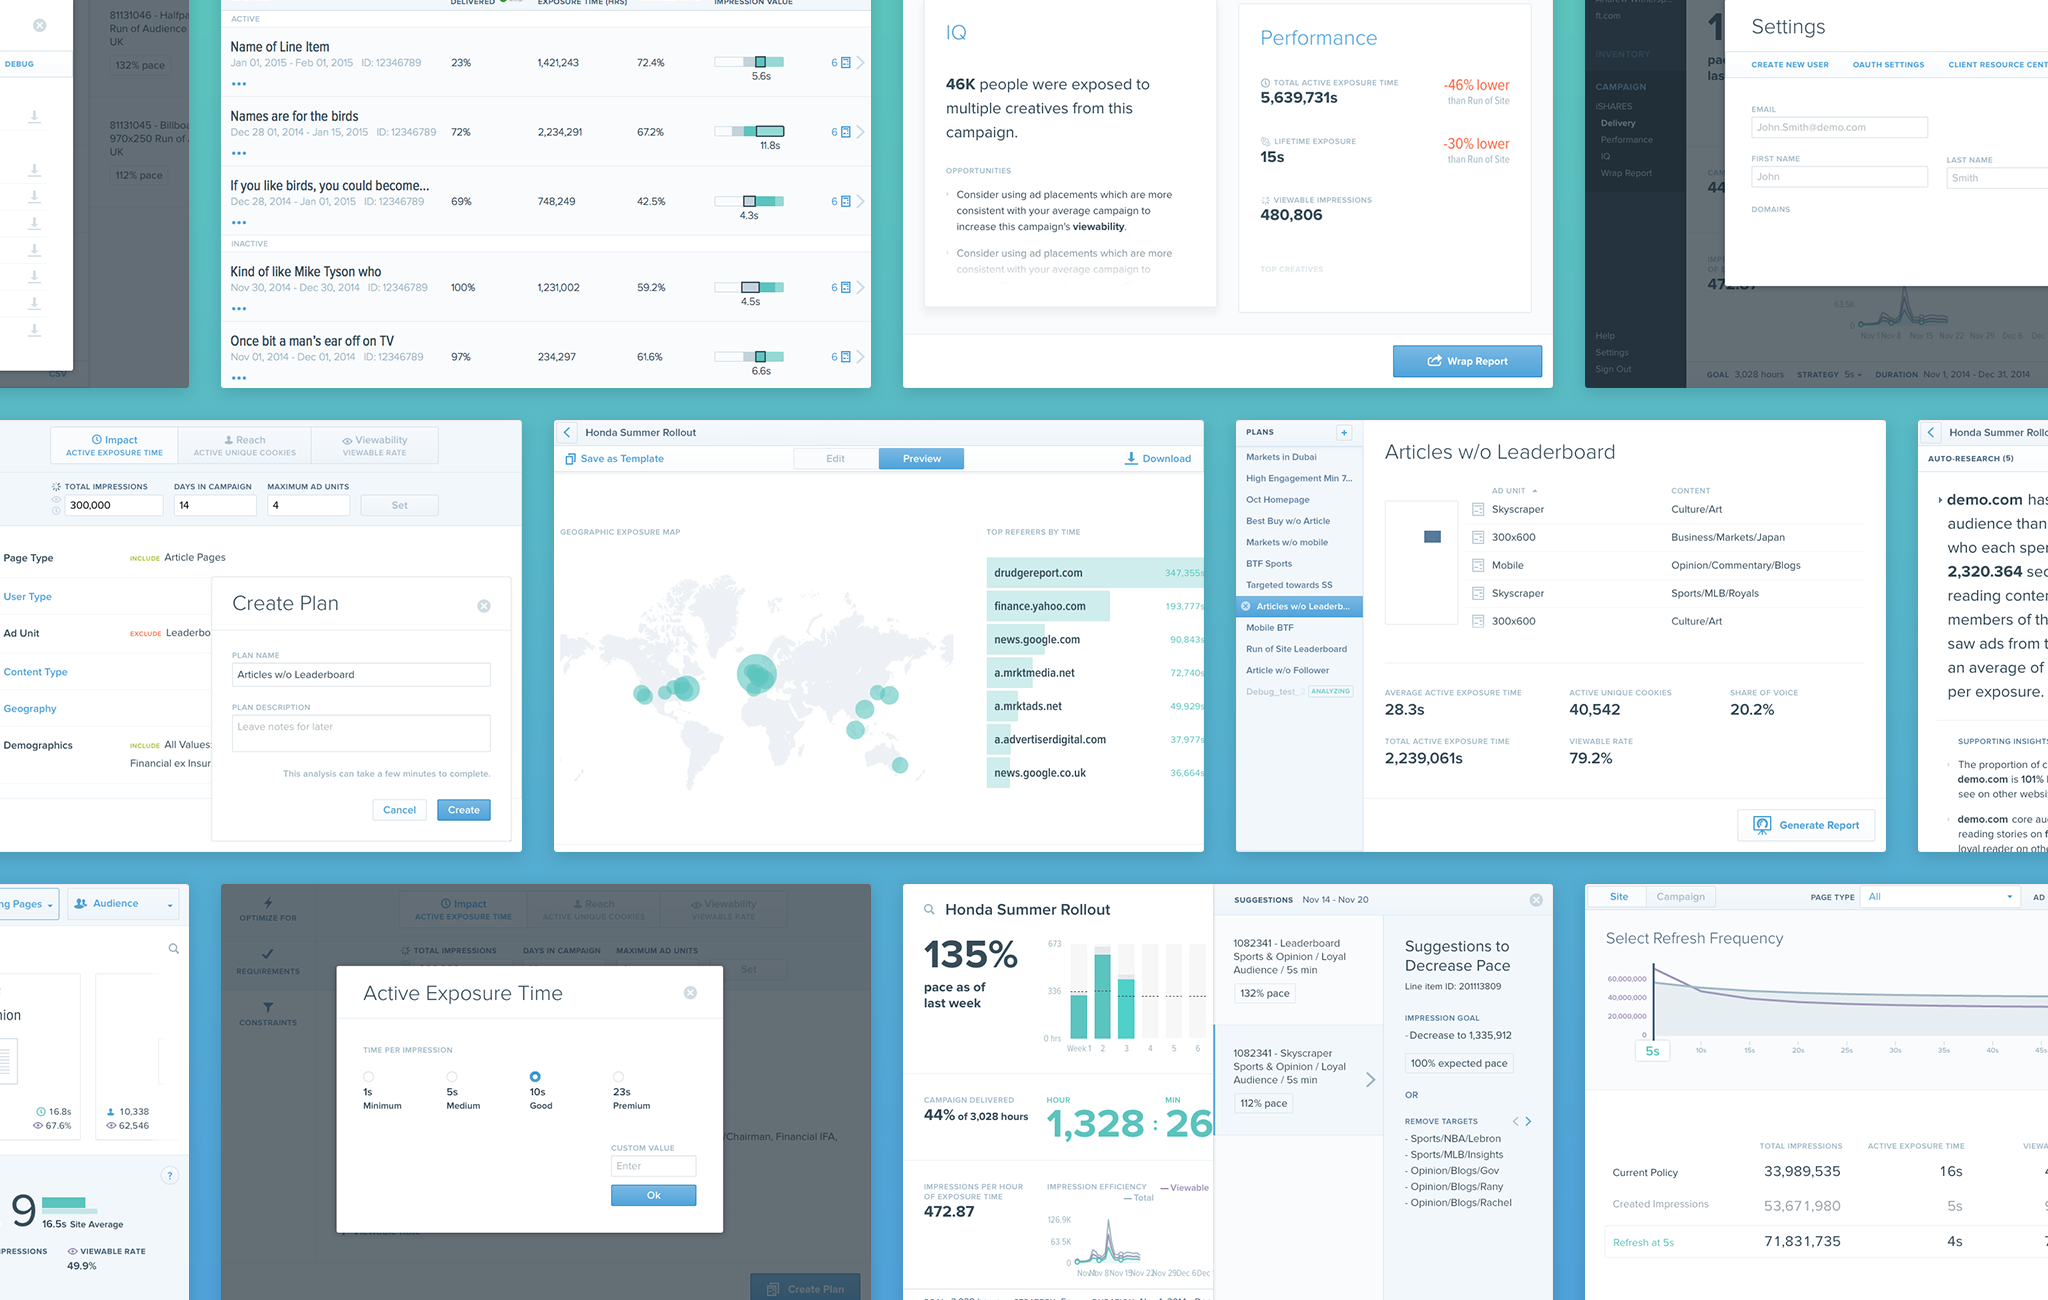 DEBUG
81131046 - Halfpa
Run of Audience
UK
132% pace
81131045 - Billboa
970x250 Run of
UK
112% pace
CSV
DELIVERED EXPOSURE TIME (HRS) IMPRESSION VALUE
ACTIVE
Name of Line Item
Jan 01, 2015 - Feb 01, 2015 ID: 12346789 23% 1,421,243 72.4% 5.6s 6
Names are for the birds
Dec 28 01, 2014 - Jan 15, 2015 ID: 12346789 72% 2,234,291 67.2% 11.8s 6
If you like birds, you could become...
Dec 28, 2014 - Jan 01, 2015 ID: 12346789 69% 748,249 42.5% 4.3s 6
INACTIVE
Kind of like Mike Tyson who
Nov 30, 2014 - Dec 30, 2014 ID: 12346789 100% 1,231,002 59.2% 4.5s 6
Once bit a man's ear off on TV
Nov 01, 2014 - Dec 01, 2014 ID: 12346789 97% 234,297 61.6% 6.6s 6
IQ
46K people were exposed to
multiple creatives from this
campaign.
OPPORTUNITIES
Consider using ad placements which are more
consistent with your average campaign to
increase this campaign's viewability.
Consider using ad placements which are more
consistent with your average campaign to
Performance
TOTAL ACTIVE EXPOSURE TIME
5,639,731s
-46% lower
than Run of Site
LIFETIME EXPOSURE
15s
-30% lower
than Run of Site
VIEWABLE IMPRESSIONS
480,806
TOP CREATIVES
Wrap Report
ft.com
INVENTORY
CAMPAIGN
iSHARES
Delivery
Performance
IQ
Wrap Report
Help
Settings
Sign Out
Settings
CREATE NEW USER OAUTH SETTINGS CLIENT RESOURCE CENT
EMAIL
John.Smith@demo.com
FIRST NAME LAST NAME
John Smith
DOMAINS
44
472.87
63.5K
0
Nov 1 Nov 8 Nov 15 Nov 22 Nov 29 Dec 6 Dec
GOAL 3,028 hours STRATEGY 5s DURATION Nov 1, 2014 - Dec 31, 2014
Impact
ACTIVE EXPOSURE TIME
Reach
ACTIVE UNIQUE COOKIES
Viewability
VIEWABLE RATE
TOTAL IMPRESSIONS DAYS IN CAMPAIGN MAXIMUM AD UNITS
300,000 14 4 Set
Page Type INCLUDE Article Pages
User Type
Ad Unit EXCLUDE Leaderbo
Content Type
Geography
Demographics INCLUDE All Values:
Financial ex Insur
Create Plan
PLAN NAME
Articles w/o Leaderboard
PLAN DESCRIPTION
Leave notes for later
This analysis can take a few minutes to complete.
Cancel Create
Honda Summer Rollout
Save as Template Edit Preview Download
GEOGRAPHIC EXPOSURE MAP
TOP REFERERS BY TIME
drudgereport.com 347,355s
finance.yahoo.com 193,777s
news.google.com 90,843s
a.mrktmedia.net 72,740s
a.mrktads.net 49,929s
a.advertiserdigital.com 37,977s
news.google.co.uk 36,664s
PLANS +
Markets in Dubai
High Engagement Min 7...
Oct Homepage
Best Buy w/o Article
Markets w/o mobile
BTF Sports
Targeted towards SS
Articles w/o Leaderb...
Mobile BTF
Run of Site Leaderboard
Article w/o Follower
Debug_test_ ANALYZING
Articles w/o Leaderboard
AD UNIT CONTENT
Skyscraper Culture/Art
300x600 Business/Markets/Japan
Mobile Opinion/Commentary/Blogs
Skyscraper Sports/MLB/Royals
300x600 Culture/Art
AVERAGE ACTIVE EXPOSURE TIME ACTIVE UNIQUE COOKIES SHARE OF VOICE
28.3s 40,542 20.2%
TOTAL ACTIVE EXPOSURE TIME VIEWABLE RATE
2,239,061s 79.2%
Generate Report
Honda Summer Rollo
AUTO-RESEARCH (5)
demo.com has
audience than
who each spe
2,320.364 sec
reading conte
members of th
saw ads from t
an average of
per exposure.
SUPPORTING INSIGHTS
The proportion of c
demo.com is 101%
see on other websi
demo.com core au
reading stories on f
loyal reader on oth
ng Pages Audience
nion
16.8s
67.6%
10,338
62,546
?
9
16.5s Site Average
PRESSIONS VIEWABLE RATE
49.9%
OPTIMIZE FOR
REQUIREMENTS
CONSTRAINTS
Impact
ACTIVE EXPOSURE TIME
Reach
ACTIVE UNIQUE COOKIES
Viewability
VIEWABLE RATE
TOTAL IMPRESSIONS DAYS IN CAMPAIGN MAXIMUM AD UNITS
Set
Active Exposure Time
TIME PER IMPRESSION
1s 5s 10s 23s
Minimum Medium Good Premium
CUSTOM VALUE
Enter
Ok
/Chairman, Financial IFA,
Create Plan
Honda Summer Rollout
135%
pace as of
last week
673
336
0 hrs
Week 1 2 3 4 5 6
CAMPAIGN DELIVERED
44% of 3,028 hours
HOUR MIN
1,328 : 26
IMPRESSIONS PER HOUR
OF EXPOSURE TIME
472.87
IMPRESSION EFFICIENCY Viewable
Total
126.9K
63.5K
0
SUGGESTIONS Nov 14 - Nov 20
1082341 - Leaderboard
Sports & Opinion / Loyal
Audience / 5s min
132% pace
1082341 - Skyscraper
Sports & Opinion / Loyal
Audience / 5s min
112% pace
Suggestions to
Decrease Pace
Line item ID: 201113809
IMPRESSION GOAL
-Decrease to 1,335,912
100% expected pace
OR
REMOVE TARGETS
- Sports/NBA/Lebron
- Sports/MLB/Insights
- Opinion/Blogs/Gov
- Opinion/Blogs/Rany
- Opinion/Blogs/Rachel
Site Campaign PAGE TYPE All AD
Select Refresh Frequency
60,000,000
40,000,000
20,000,000
0
5s 10s 15s 20s 25s 30s 35s 40s 45s
TOTAL IMPRESSIONS ACTIVE EXPOSURE TIME VIEWA
Current Policy 33,989,535 16s
Created Impressions 53,671,980 5s
Refresh at 5s 71,831,735 4s